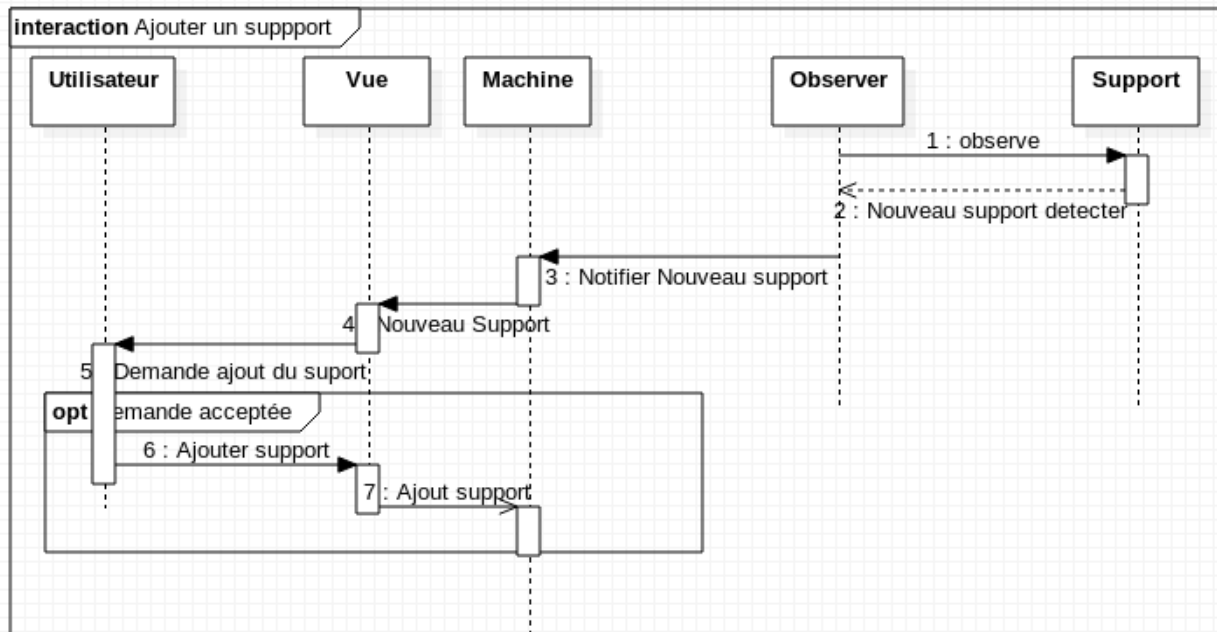 interaction Ajouter un suppport
Utilisateur
Vue
Machine
Observer
Support
1 : observe
2 : Nouveau support detecter
3 : Notifier Nouveau support
4 Nouveau Support
5 Demande ajout du suport
opt emande acceptée
6 : Ajouter support
7 : Ajout support